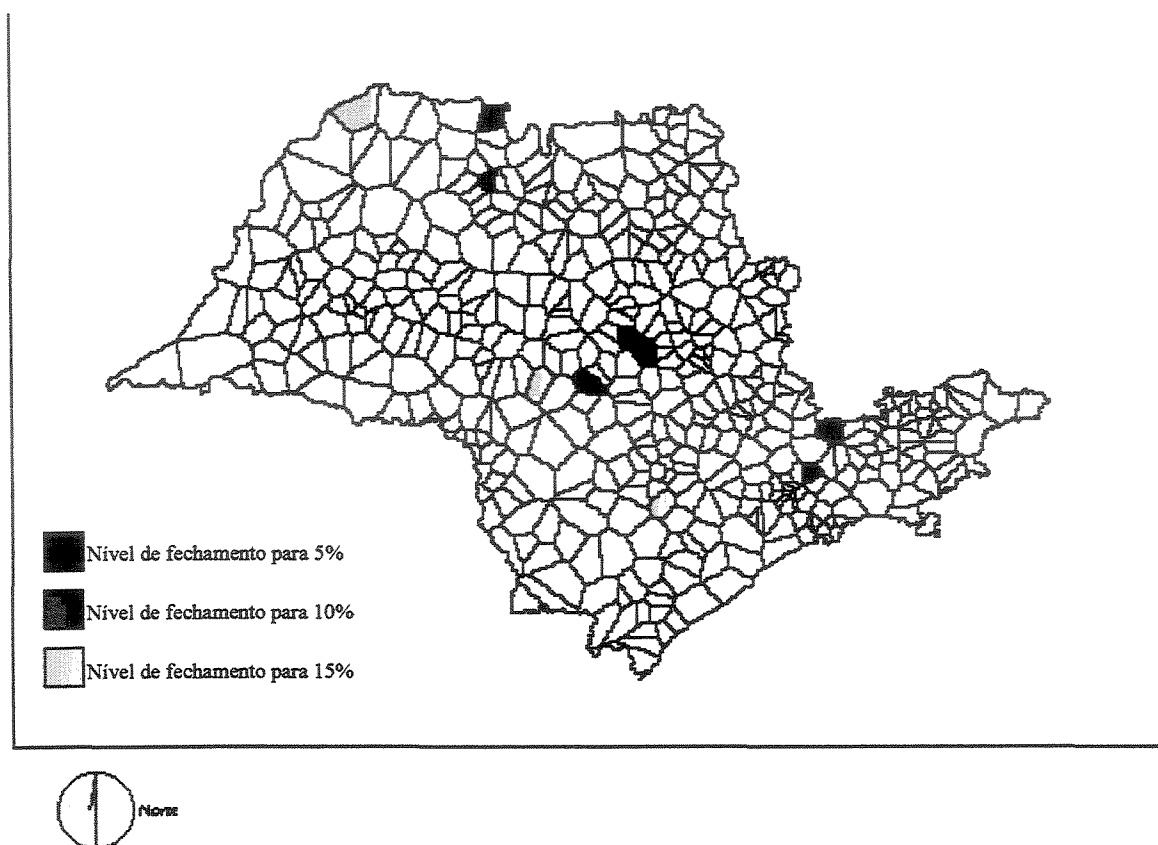 Nível de fechamento para 5%
Nível de fechamento para 10%
Nível de fechamento para 15%
Norte